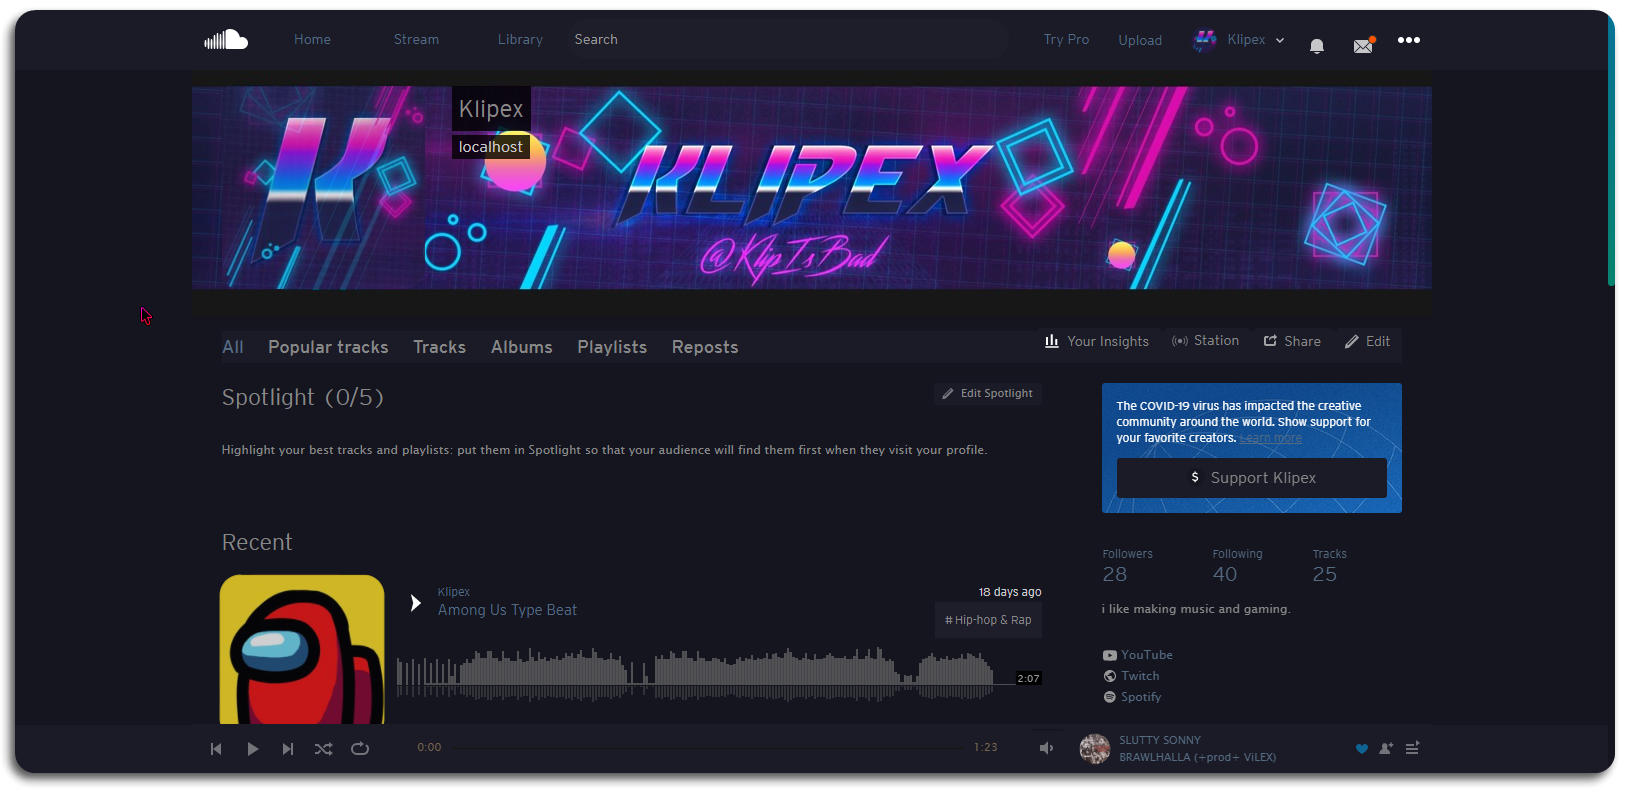 Home
Stream
Library
Search
Try Pro
Upload
Klipex
Klipex
localhost
KLIPEX
@KlipIsBad
All
Popular tracks
Tracks
Albums
Playlists
Reposts
Your Insights
Station
Share
Edit
Spotlight (0/5)
Edit Spotlight
Highlight your best tracks and playlists: put them in Spotlight so that your audience will find them first when they visit your profile.
The COVID-19 virus has impacted the creative
community around the world. Show support for
your favorite creators. Learn more
$ Support Klipex
Followers
28
Following
40
Tracks
25
i like making music and gaming.
YouTube
Twitch
Spotify
Recent
Klipex
Among Us Type Beat
18 days ago
# Hip-hop & Rap
2:07
0:00
1:23
SLUTTY SONNY
BRAWLHALLA (+prod+ ViLEX)